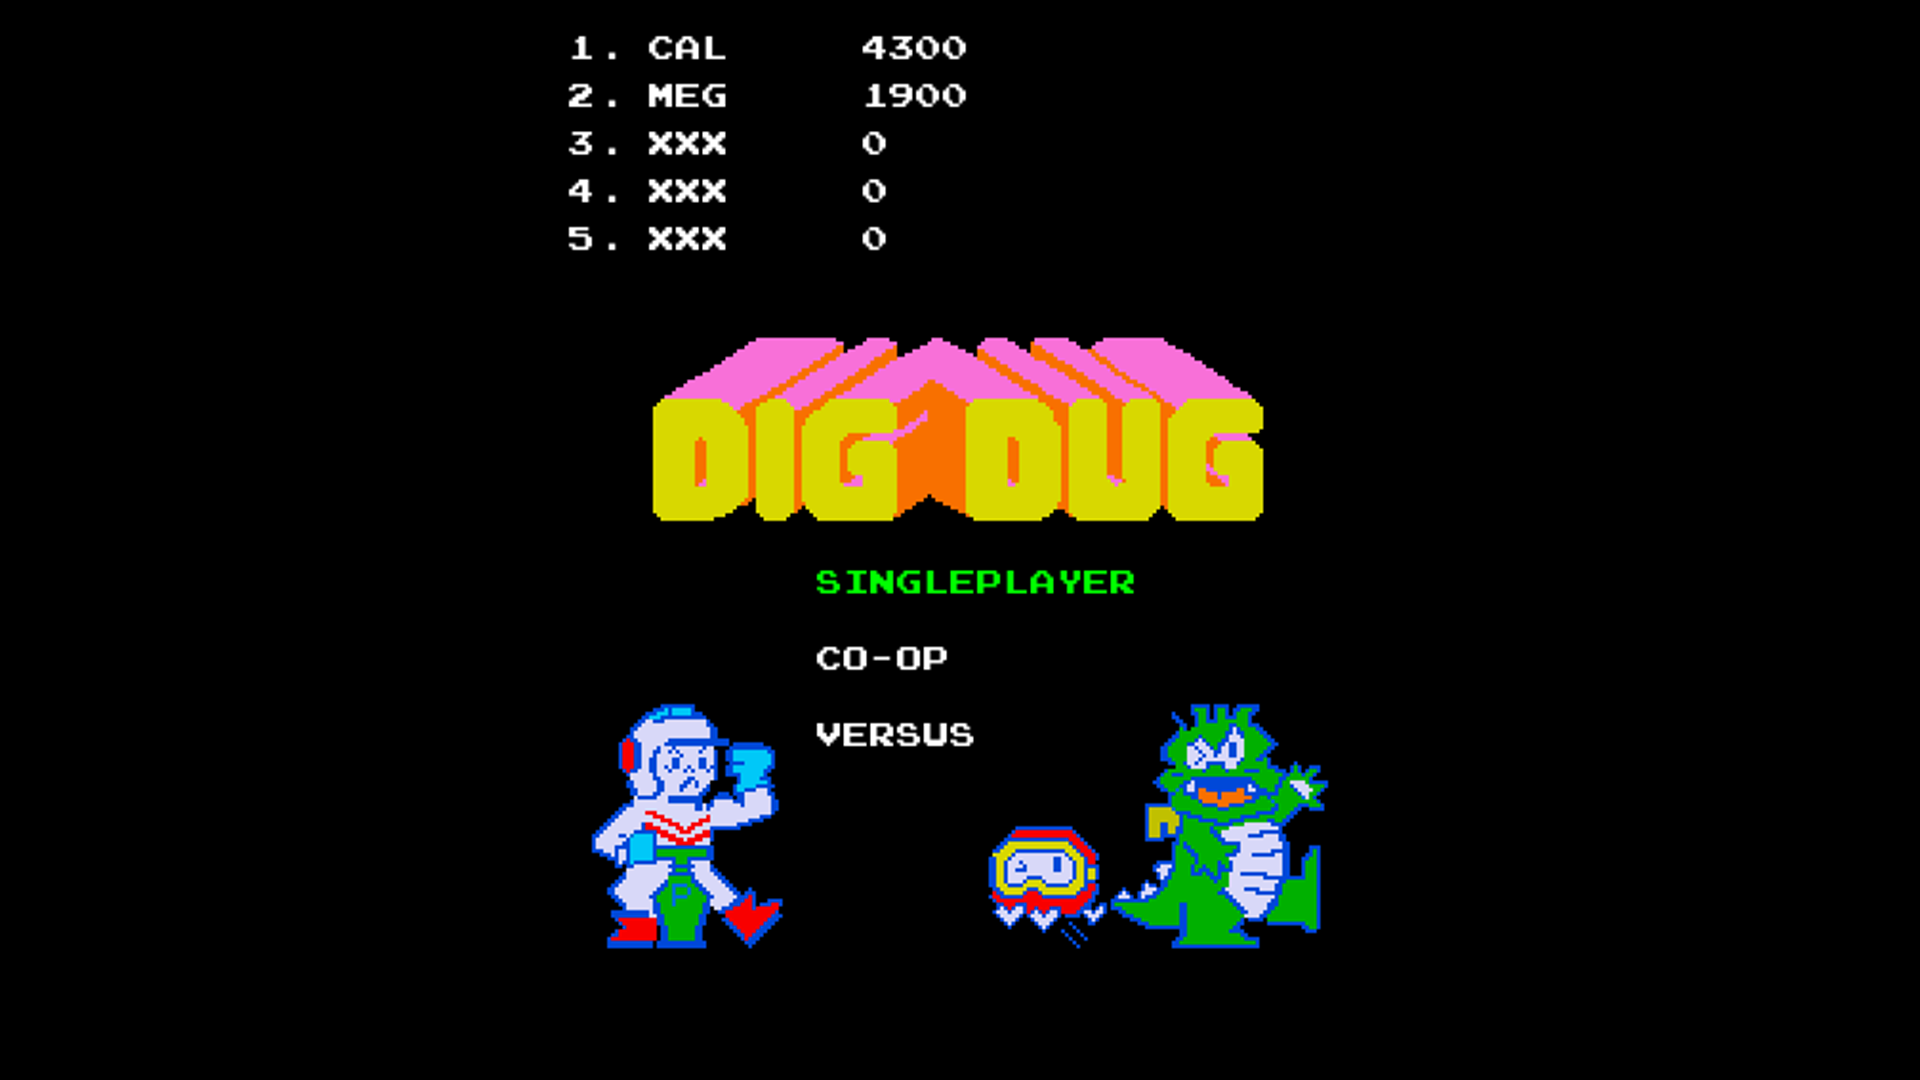 1. CAL 4300
2. MEG 1900
3. XXX 0
4. XXX 0
5. XXX 0
DIG DUG
SINGLEPLAYER
CO-OP
VERSUS
P